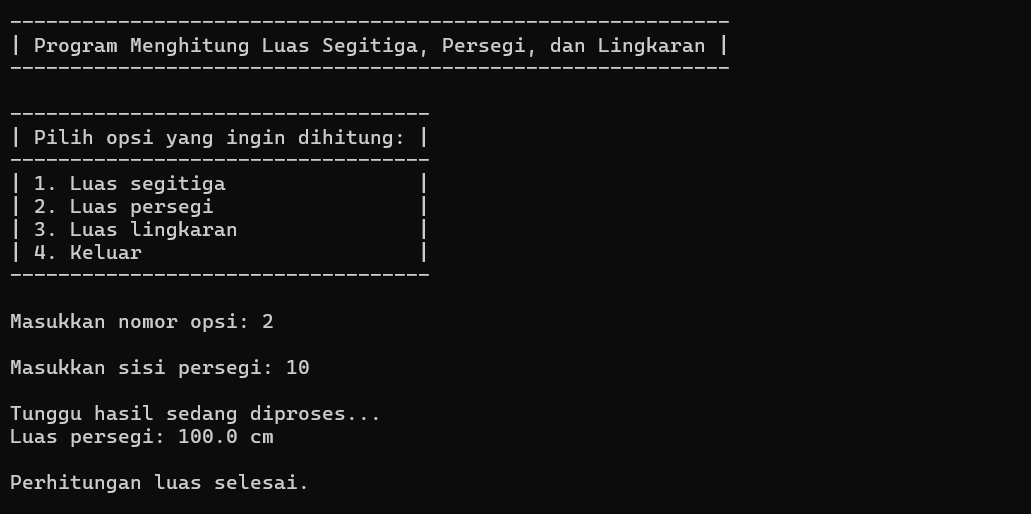 ------------------------------------------------------------
| Program Menghitung Luas Segitiga, Persegi, dan Lingkaran |
------------------------------------------------------------
-----------------------------------
| Pilih opsi yang ingin dihitung: |
-----------------------------------
| 1. Luas segitiga                |
| 2. Luas persegi                 |
| 3. Luas lingkaran               |
| 4. Keluar                       |
-----------------------------------
Masukkan nomor opsi: 2
Masukkan sisi persegi: 10
Tunggu hasil sedang diproses...
Luas persegi: 100.0 cm
Perhitungan luas selesai.